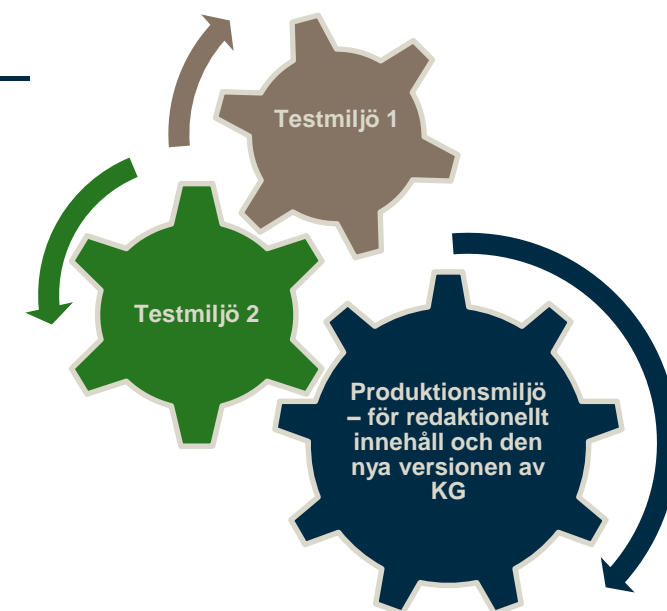 Testmiljö 1
Testmiljö 2
Produktionsmiljö
– för redaktionellt
innehåll och den
nya versionen av
KG